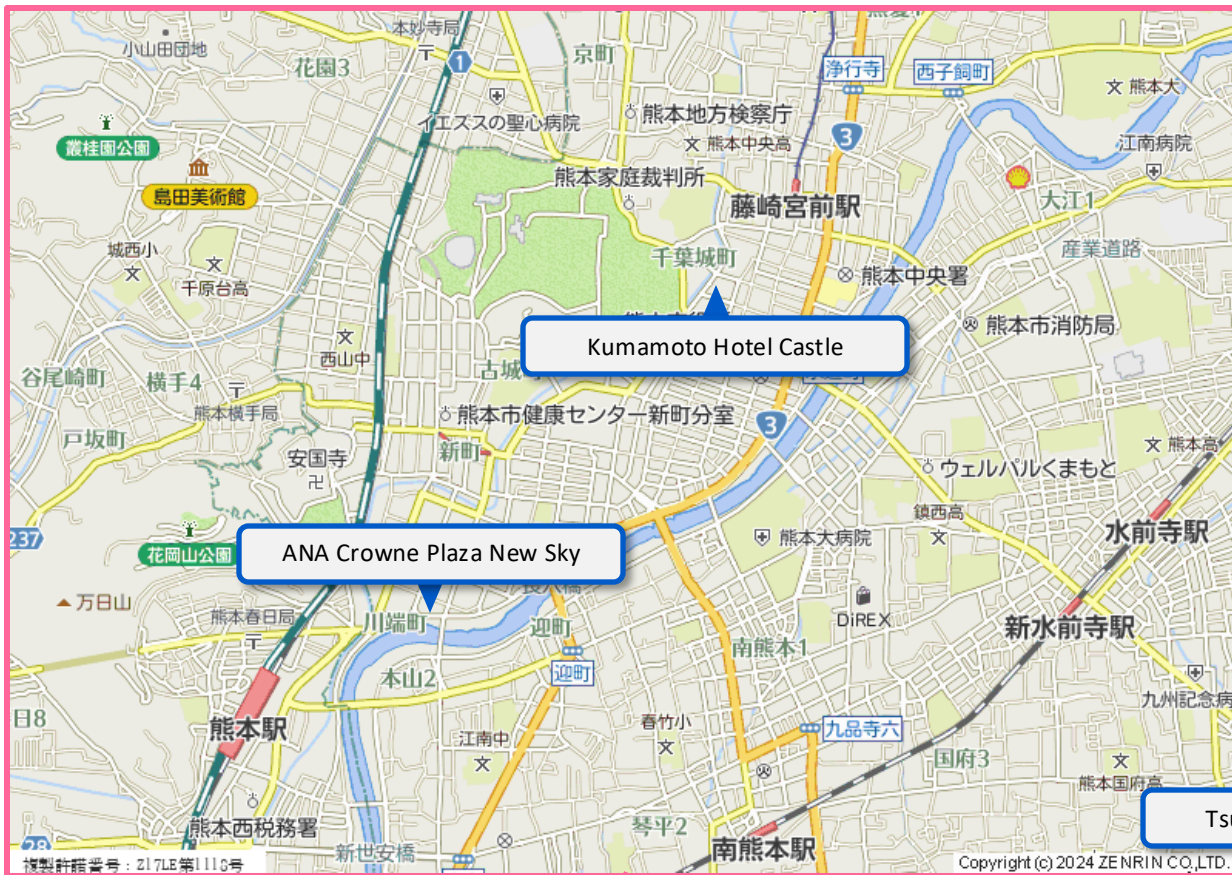 本妙寺局
小山田団地
花園3
1
京町
浄行寺
西子飼町
熊本大
イエスの聖心病院
熊本地方検察庁
3
江南病院
叢桂園公園
熊本中央高
島田美術館
熊本家庭裁判所
藤崎宮前駅
大江1
城西小
千葉城町
産業道路
千原台高
熊本中央署
熊本市消防局
Kumamoto Hotel Castle
西山中
谷尾崎町
横手4
熊本横手局
熊本市健康センター新町分室
3
戸坂町
新町
安国寺
熊本高
ウェルパルくまもと
鎮西高
水前寺駅
237
花岡山公園
ANA Crowne Plaza New Sky
熊本大病院
万日山
熊本春日局
川端町
迎町
DiREX
新水前寺駅
南熊本1
本山2
迎町
九州記念病
日8
熊本駅
江南中
春竹小
九品寺六
国府3
熊本国府高
熊本西税務署
琴平2
Tsu
28
新世安橋
南熊本駅
複製許諾番号:Z17LE第1118号
Copyright (c) 2024 ZENRIN CO.,LTD.